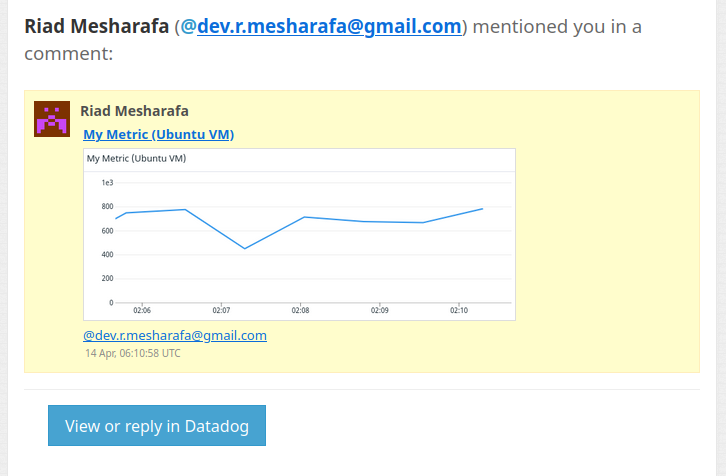 Riad Mesharafa (@dev.r.mesharafa@gmail.com) mentioned you in a
comment:
Riad Mesharafa
My Metric (Ubuntu VM)
My Metric (Ubuntu VM)
1e3
800
600
400
200
0
02:06 02:07 02:08 02:09 02:10
@dev.r.mesharafa@gmail.com
14 Apr, 06:10:58 UTC
View or reply in Datadog